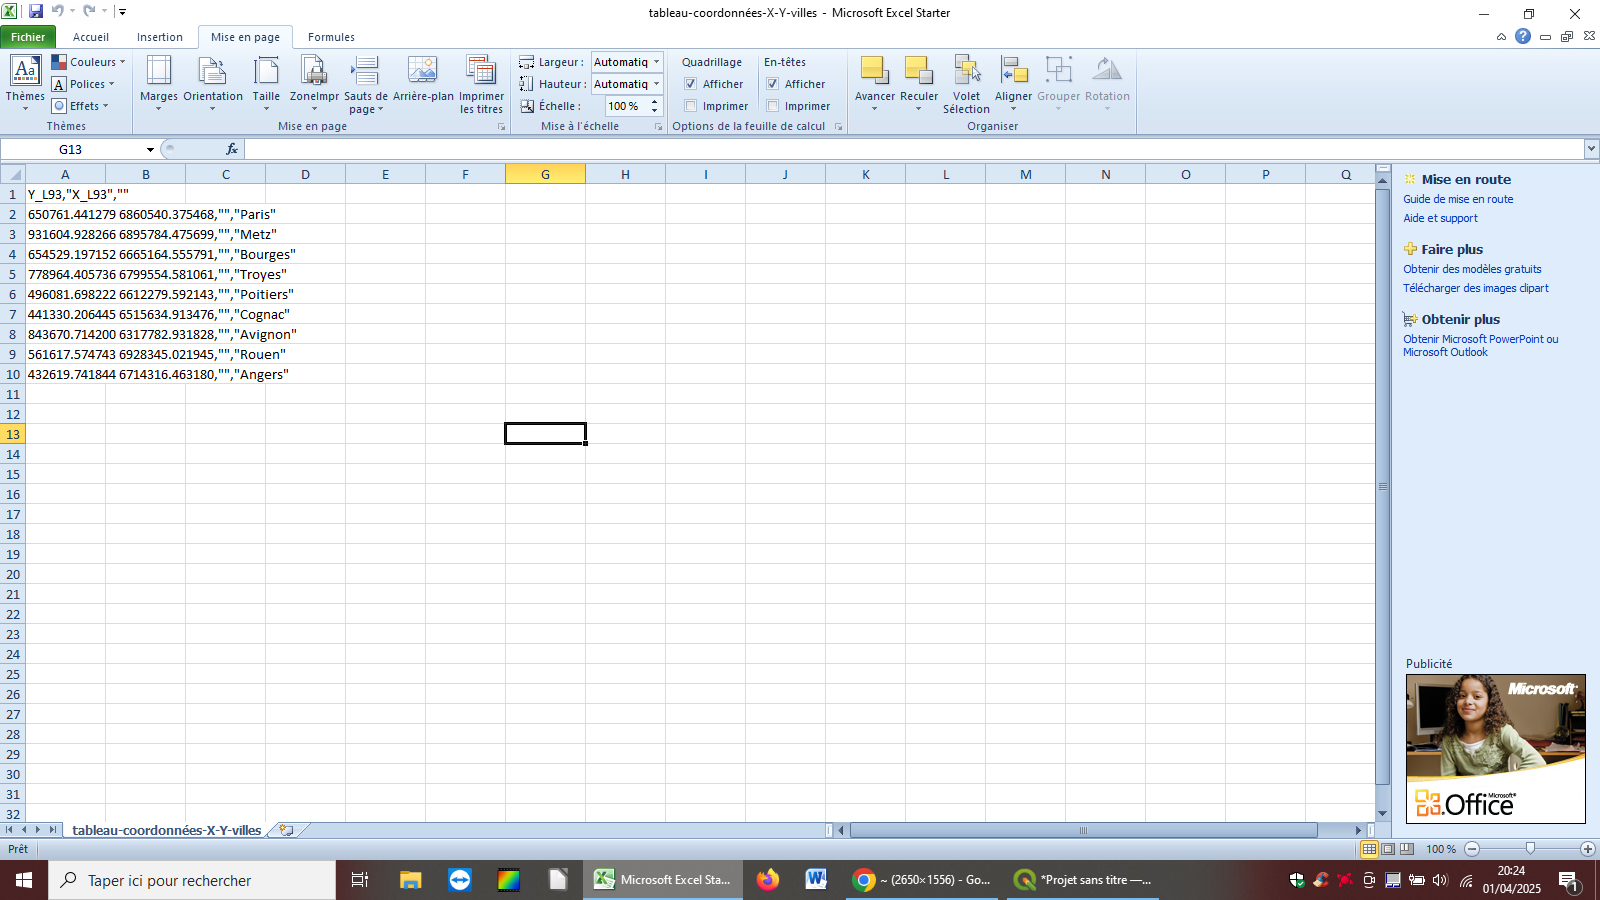 tableau-coordonnées-X-Y-villes - Microsoft Excel Starter
Fichier Accueil Insertion Mise en page Formules
Thèmes
Couleurs
Polices
Effets
Thèmes
Marges Orientation Taille ZoneImpr Sauts de page Arrière-plan Imprimer les titres
Mise en page
Largeur : Automatiq
Hauteur : Automatiq
Échelle : 100 %
Mise à l'échelle
Quadrillage En-têtes
Afficher Afficher
Imprimer Imprimer
Options de la feuille de calcul
Avancer Reculer Volet Sélection Aligner Grouper Rotation
Organiser
G13 fx
A B C D E F G H I J K L M N O P Q
1 Y_L93,"X_L93",""
2 650761.441279 6860540.375468,"","Paris"
3 931604.928266 6895784.475699,"","Metz"
4 654529.197152 6665164.555791,"","Bourges"
5 778964.405736 6799554.581061,"","Troyes"
6 496081.698222 6612279.592143,"","Poitiers"
7 441330.206445 6515634.913476,"","Cognac"
8 843670.714200 6317782.931828,"","Avignon"
9 561617.574743 6928345.021945,"","Rouen"
10 432619.741844 6714316.463180,"","Angers"
11
12
13
14
15
16
17
18
19
20
21
22
23
24
25
26
27
28
29
30
31
32
Mise en route
Guide de mise en route
Aide et support
Faire plus
Obtenir des modèles gratuits
Télécharger des images clipart
Obtenir plus
Obtenir Microsoft PowerPoint ou
Microsoft Outlook
Publicité
Microsoft
Microsoft
Office
tableau-coordonnées-X-Y-villes
Prêt 100 %
Taper ici pour rechercher
Microsoft Excel Sta...
~ (2650×1556) - Go...
*Projet sans titre —...
20:24
01/04/2025
1